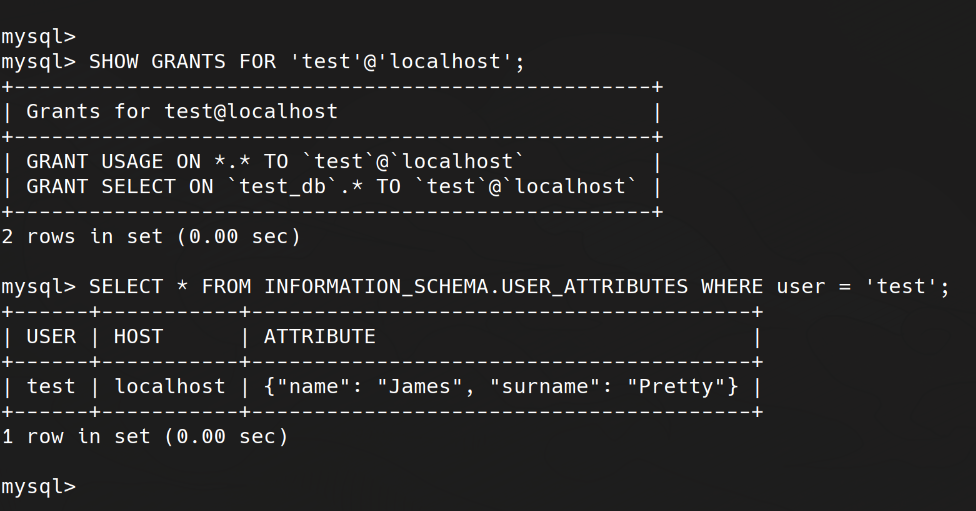 mysql>
mysql> SHOW GRANTS FOR 'test'@'localhost';
+---------------------------------------------------+
| Grants for test@localhost                         |
+---------------------------------------------------+
| GRANT USAGE ON *.* TO `test`@`localhost`          |
| GRANT SELECT ON `test_db`.* TO `test`@`localhost` |
+---------------------------------------------------+
2 rows in set (0.00 sec)

mysql> SELECT * FROM INFORMATION_SCHEMA.USER_ATTRIBUTES WHERE user = 'test';
+------+-----------+----------------------------------------+
| USER | HOST      | ATTRIBUTE                              |
+------+-----------+----------------------------------------+
| test | localhost | {"name": "James", "surname": "Pretty"} |
+------+-----------+----------------------------------------+
1 row in set (0.00 sec)

mysql>